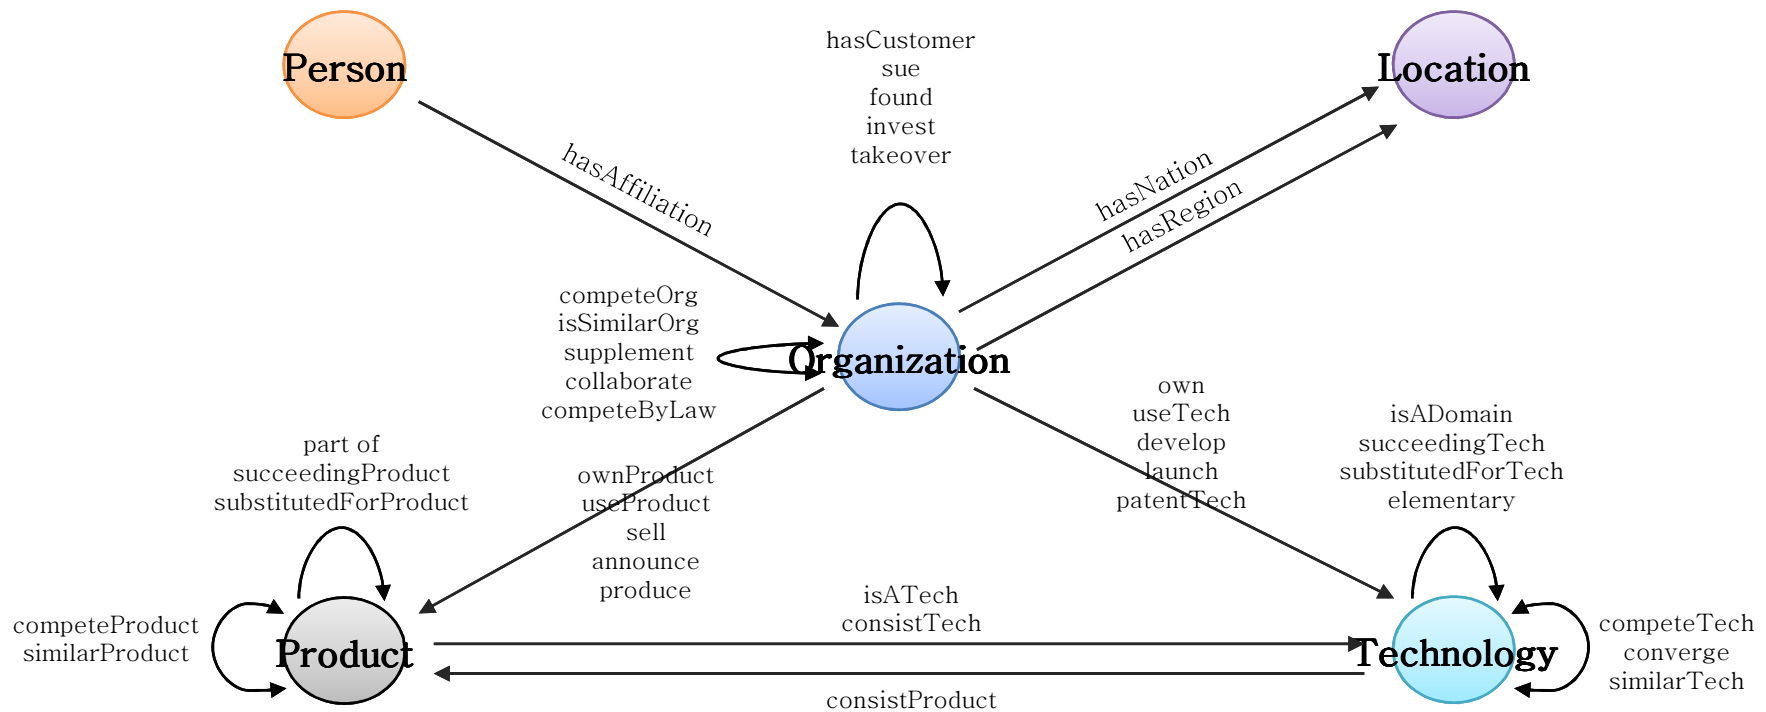 Person
hasCustomer
sue
found
invest
takeover
Location
hasAffiliation
hasNation
hasRegion
competeOrg
isSimilarOrg
supplement
collaborate
competeByLaw
Organization
own
useTech
develop
launch
patentTech
isADomain
succeedingTech
substitutedForTech
elementary
part of
succeedingProduct
substitutedForProduct
ownProduct
useProduct
sell
announce
produce
competeProduct
similarProduct
Product
isATech
consistTech
consistProduct
Technology
competeTech
converge
similarTech